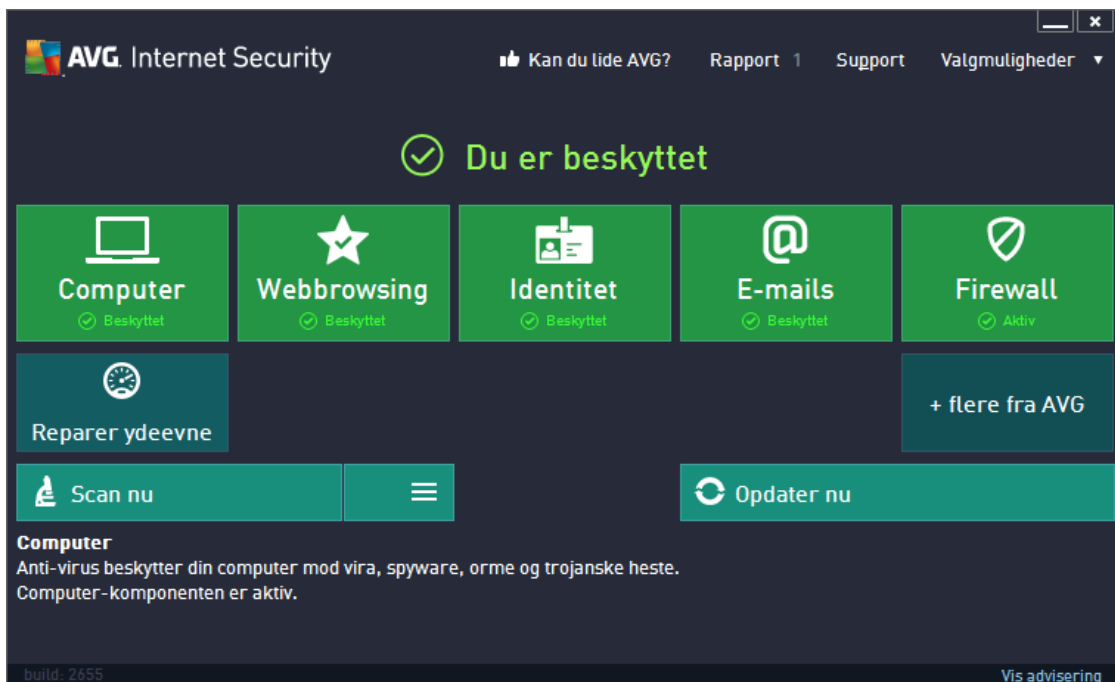 AVG. Internet Security
Kan du lide AVG?
Rapport 1
Support
Valgmuligheder
Du er beskyttet
Computer
Beskyttet
Webbrowsing
Beskyttet
Identitet
Beskyttet
E-mails
Beskyttet
Firewall
Aktiv
Reparer ydeevne
+ flere fra AVG
Scan nu
Opdater nu
Computer
Anti-virus beskytter din computer mod vira, spyware, orme og trojanske heste.
Computer-komponenten er aktiv.
build: 2655
Vis advisering